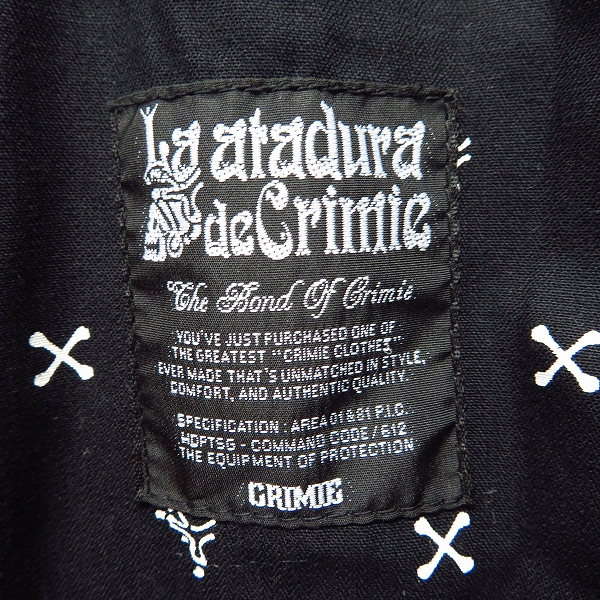 La atadura
de Crimie
The Bond Of Crimie.
YOU'VE JUST PURCHASED ONE OF
THE GREATEST "CRIMIE CLOTHES"
EVER MADE THAT'S UNMATCHED IN STYLE,
COMFORT, AND AUTHENTIC QUALITY.
SPECIFICATION : AREA 01 & 81 P.I.C.
HDPTSG - COMMAND CODE / 612
THE EQUIPMENT OF PROTECTION
CRIMIE